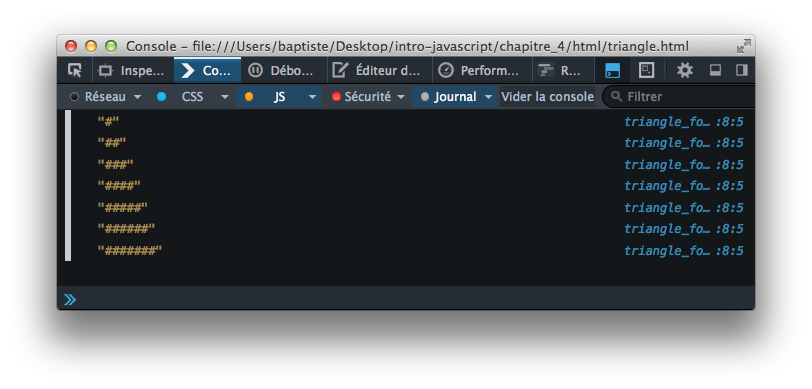 Console - file:///Users/baptiste/Desktop/intro-javascript/chapitre_4/html/triangle.html
Inspe... Co... Débo... Éditeur d... Perform... R...
Réseau CSS JS Sécurité Journal Vider la console Filtrer
"#" triangle_fo… :8:5
"##" triangle_fo… :8:5
"###" triangle_fo… :8:5
"####" triangle_fo… :8:5
"#####" triangle_fo… :8:5
"######" triangle_fo… :8:5
"#######" triangle_fo… :8:5